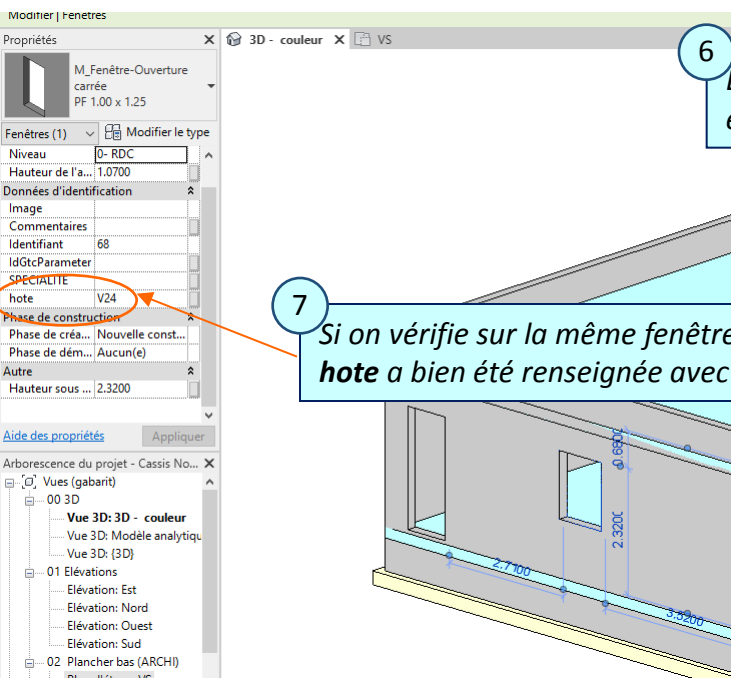 Modifier | Fenêtres
Propriétés
3D - couleur
VS
M_Fenêtre-Ouverture
carrée
PF 1.00 x 1.25
Fenêtres (1)
Modifier le type
Niveau 0- RDC
Hauteur de l'a... 1.0700
Données d'identification
Image
Commentaires
Identifiant 68
IdGtcParameter
SPECIALITE
hote V24
Phase de construction
Phase de créa... Nouvelle const...
Phase de dém... Aucun(e)
Autre
Hauteur sous ... 2.3200
Aide des propriétés
Appliquer
Arborescence du projet - Cassis No...
Vues (gabarit)
00 3D
Vue 3D: 3D - couleur
Vue 3D: Modèle analytiqu
Vue 3D: {3D}
01 Elévations
Elévation: Est
Elévation: Nord
Elévation: Ouest
Elévation: Sud
02 Plancher bas (ARCHI)
6
7
Si on vérifie sur la même fenêtre
hote a bien été renseignée avec
0.6800
2.3200
2.7100
3.5200